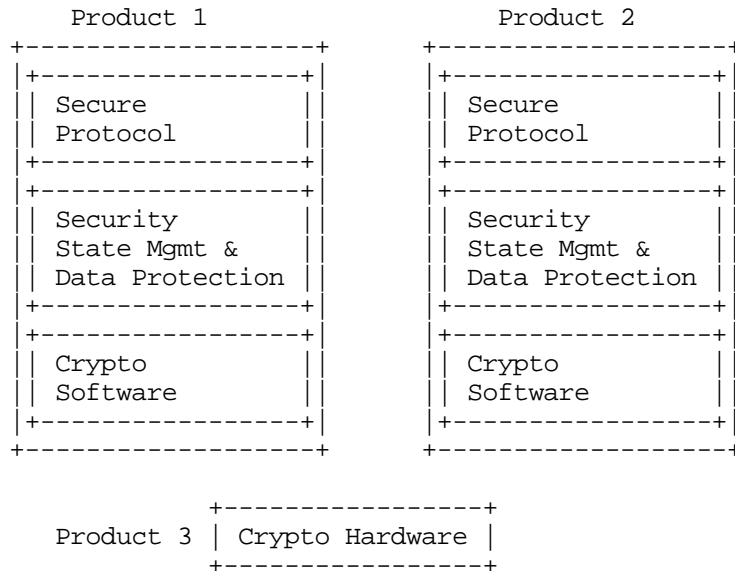 Product 1 Product 2
Secure Secure
Protocol Protocol
Security Security
State Mgmt & State Mgmt &
Data Protection Data Protection
Crypto Crypto
Software Software
Product 3 Crypto Hardware